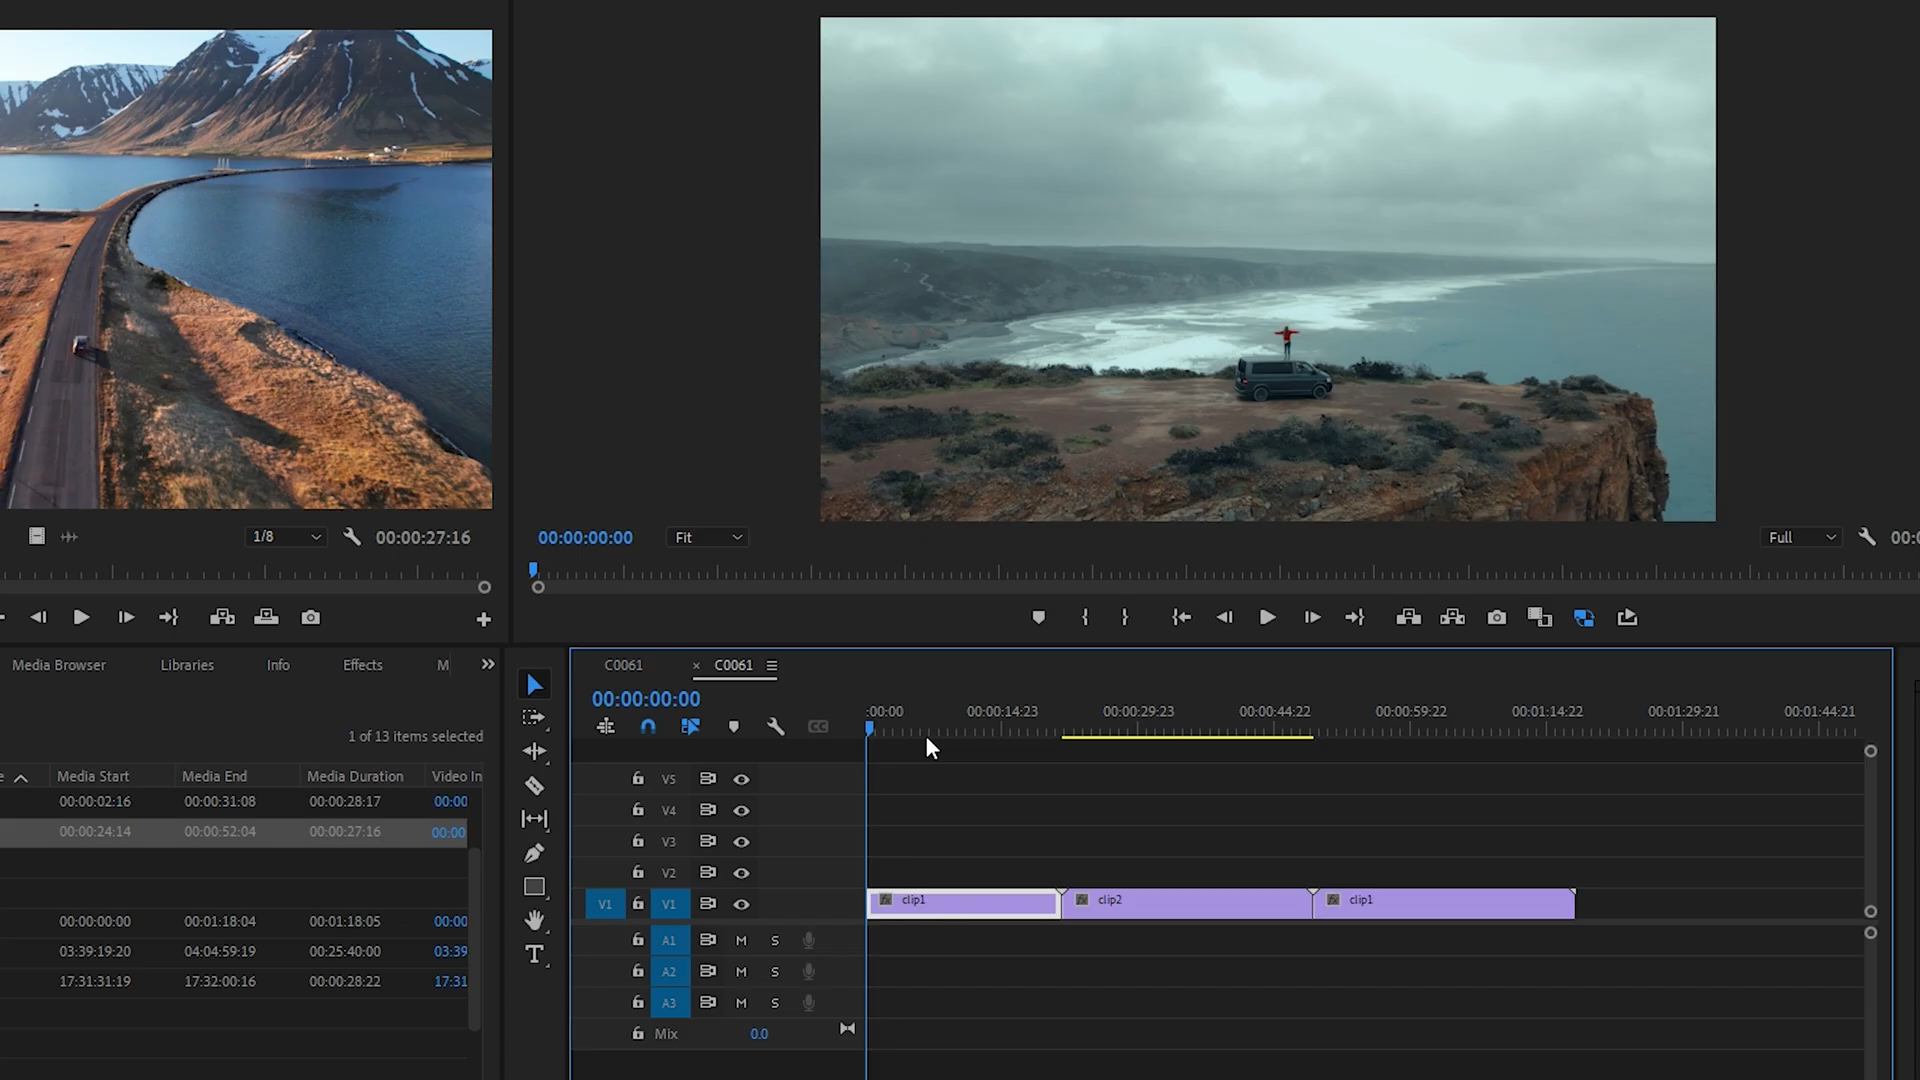 1/8
00:00:27:16
00:00:00:00
Fit
Full
00:0
Media Browser
Libraries
Info
Effects
M
1 of 13 items selected
Media Start
Media End
Media Duration
Video In
00:00:02:16
00:00:31:08
00:00:28:17
00:00
00:00:24:14
00:00:52:04
00:00:27:16
00:00
00:00:00:00
00:01:18:04
00:01:18:05
00:00
03:39:19:20
04:04:59:19
00:25:40:00
03:39
17:31:31:19
17:32:00:16
00:00:28:22
17:31
C0061
× C0061
00:00:00:00
CC
:00:00
00:00:14:23
00:00:29:23
00:00:44:22
00:00:59:22
00:01:14:22
00:01:29:21
00:01:44:21
V5
V4
V3
V2
V1 V1
fx clip1
fx clip2
fx clip1
A1 M S
A2 M S
A3 M S
Mix 0.0
T